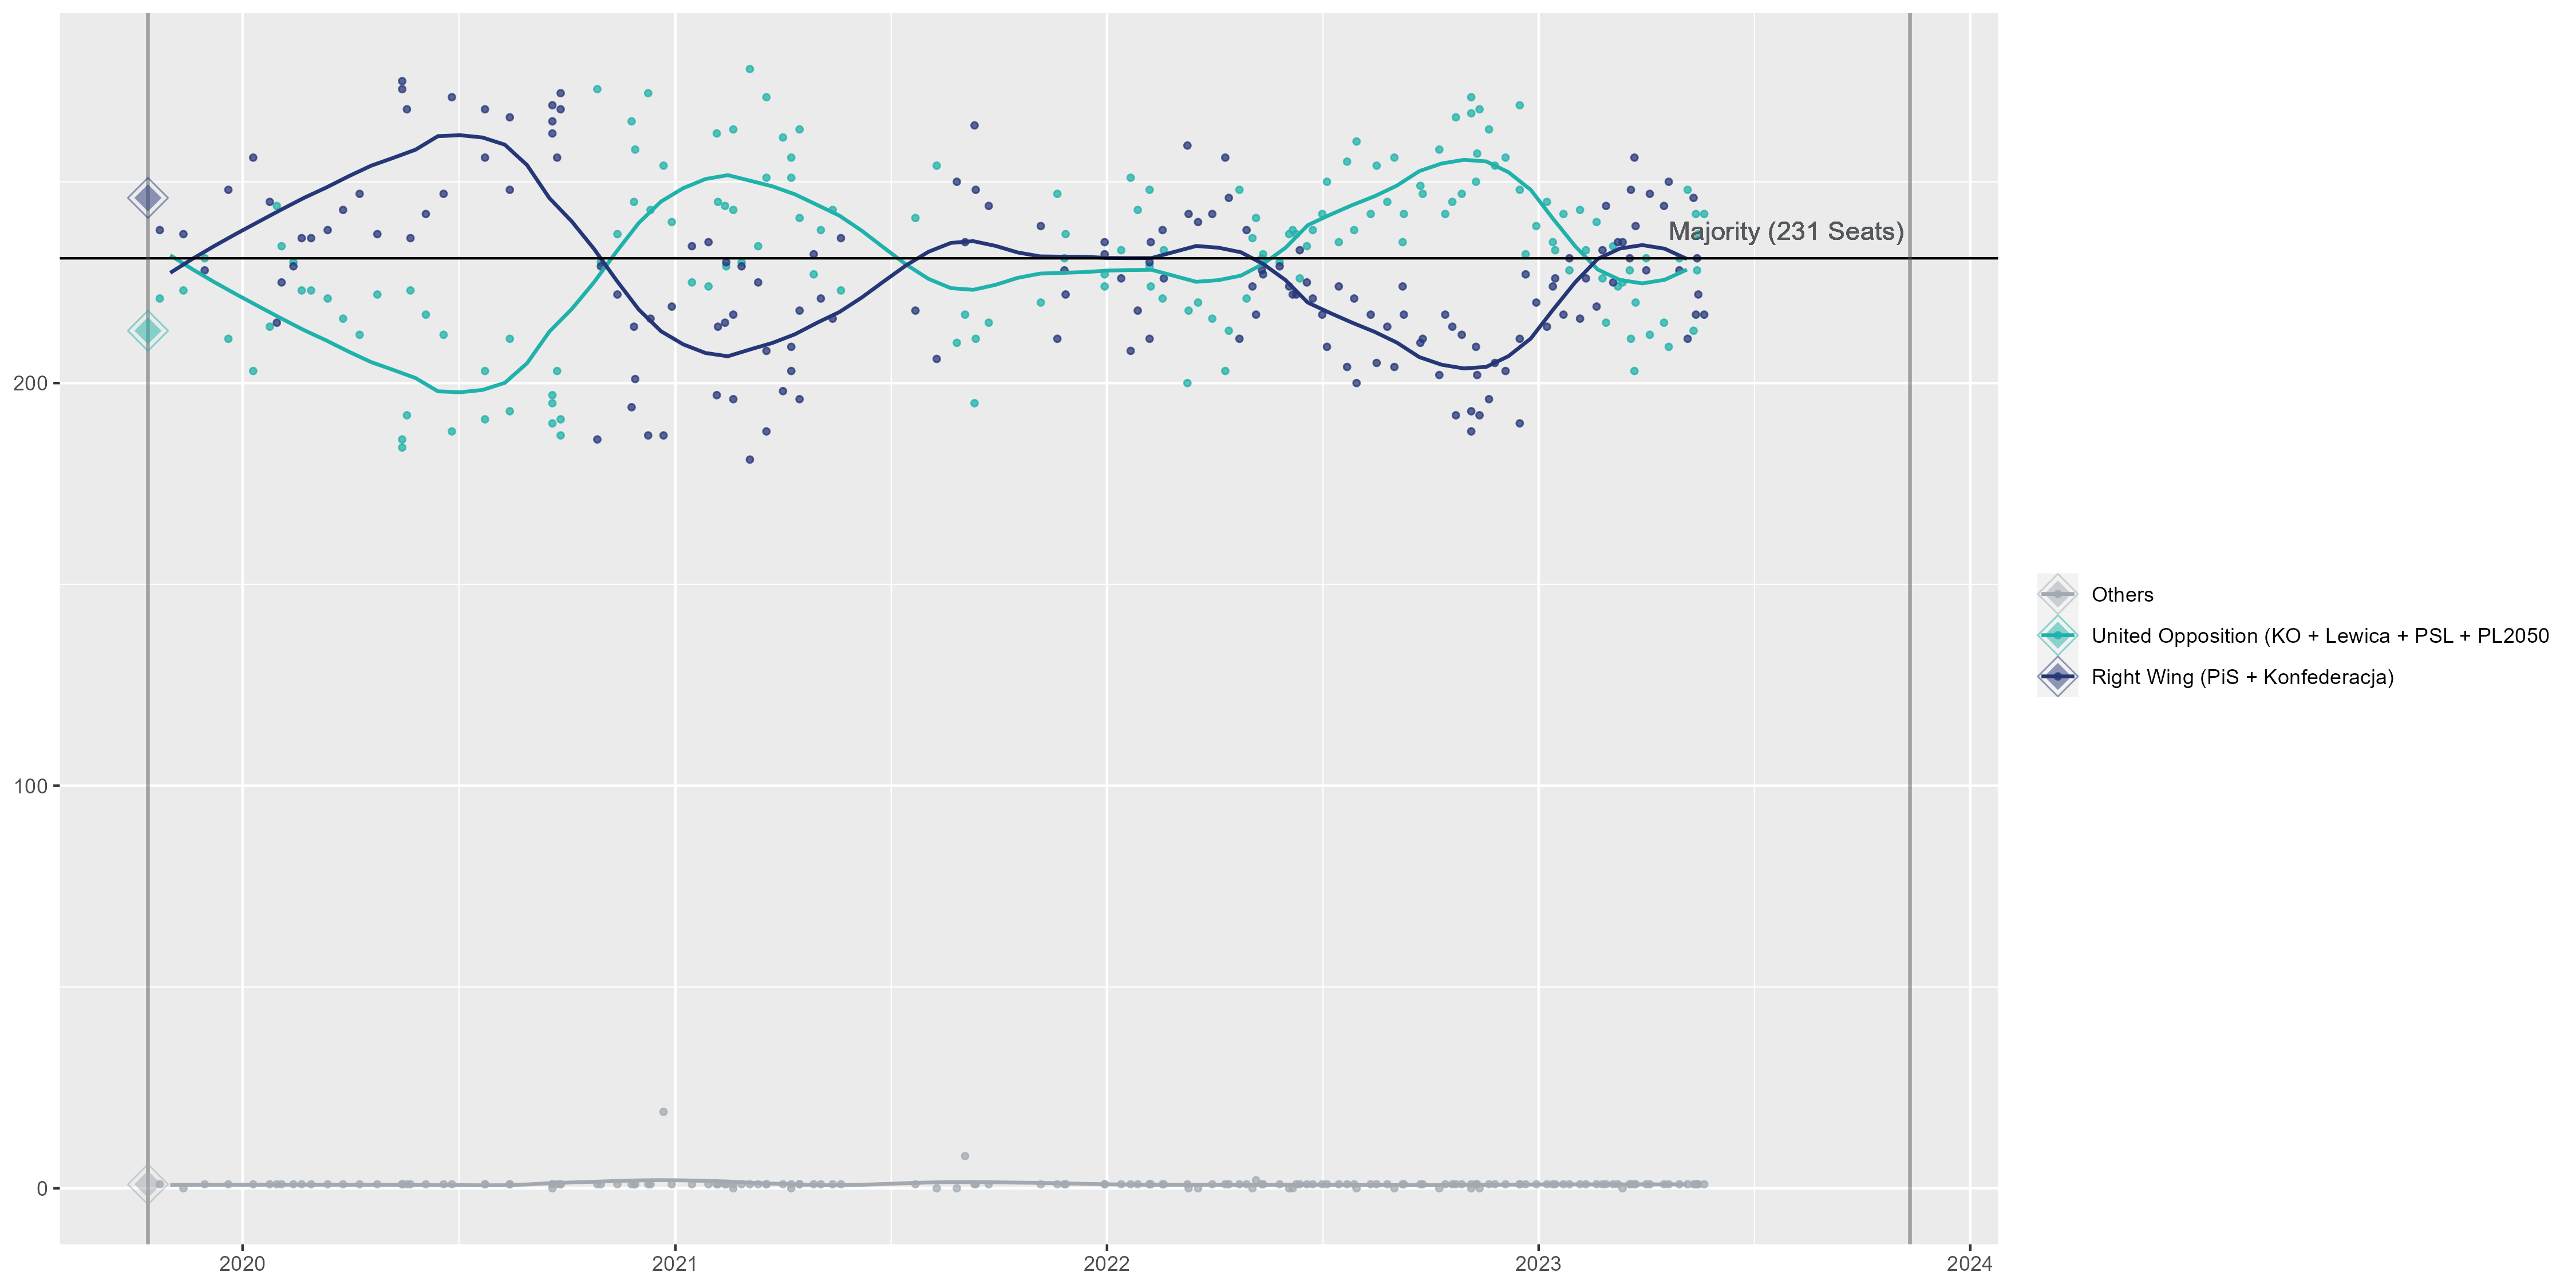 Majority (231 Seats)
200
100
0
2020
2021
2022
2023
2024
Others
United Opposition (KO + Lewica + PSL + PL2050
Right Wing (PiS + Konfederacja)